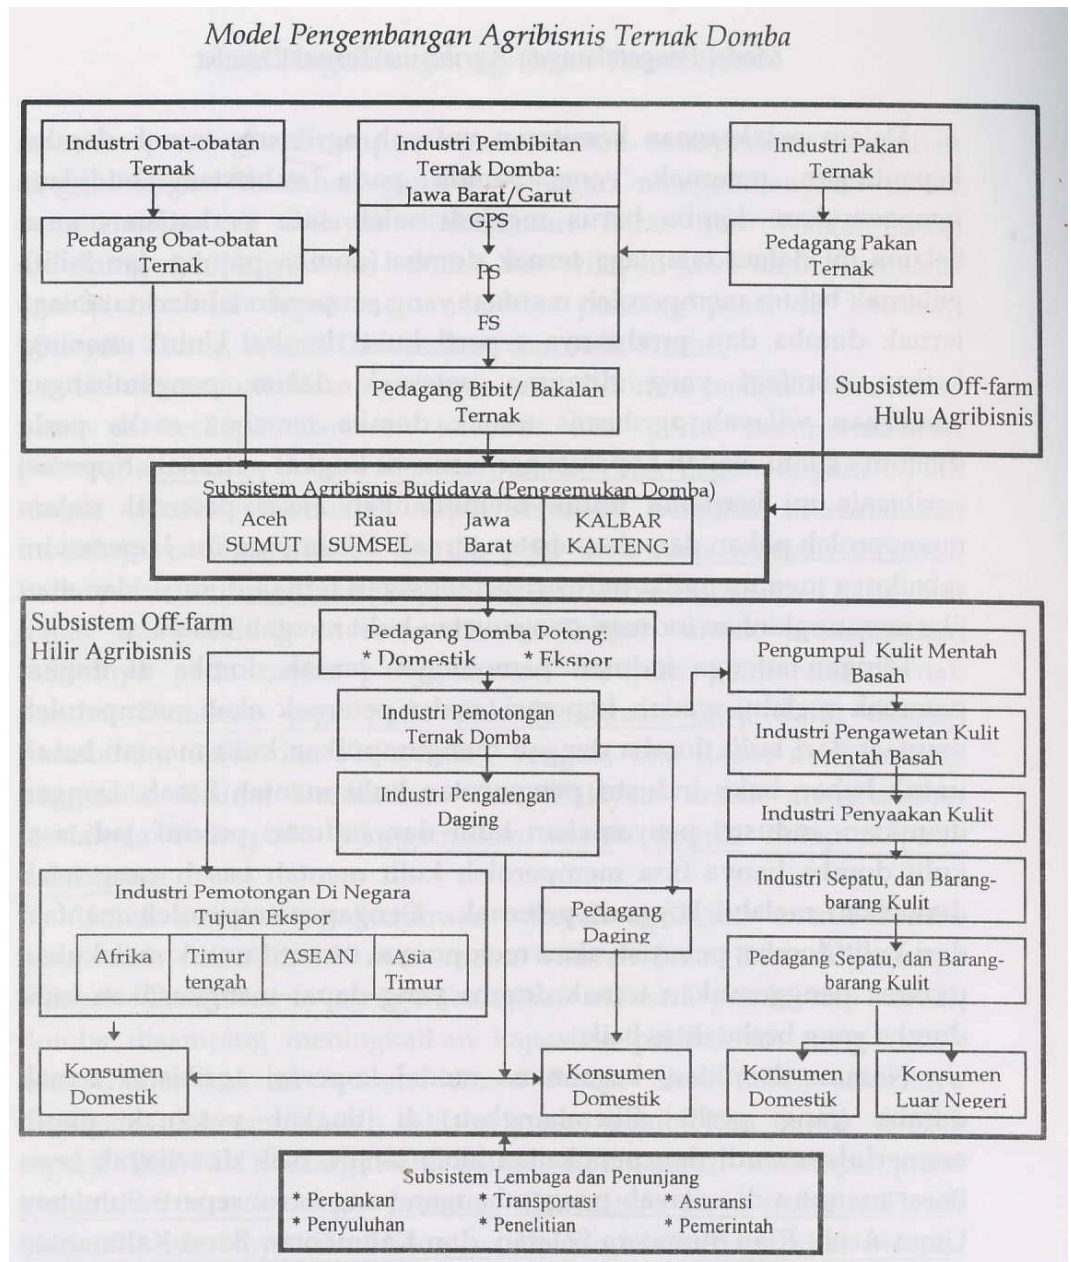 Model Pengembangan Agribisnis Ternak Domba
Industri Obat-obatan
Ternak
Pedagang Obat-obatan
Ternak
Industri Pembibitan
Ternak Domba:
Jawa Barat/Garut
GPS
PS
FS
Pedagang Bibit/ Bakalan
Ternak
Industri Pakan
Ternak
Pedagang Pakan
Ternak
Subsistem Off-farm
Hulu Agribisnis
Subsistem Agribisnis Budidaya (Penggemukan Domba)
Aceh Riau Jawa KALBAR
SUMUT SUMSEL Barat KALTENG
Subsistem Off-farm
Hilir Agribisnis
Pedagang Domba Potong:
* Domestik * Ekspor
Industri Pemotongan
Ternak Domba
Industri Pengalengan
Daging
Pengumpul Kulit Mentah
Basah
Industri Pengawetan Kulit
Mentah Basah
Industri Penyaakan Kulit
Industri Sepatu, dan Barang-
barang Kulit
Pedagang Sepatu, dan Barang-
barang Kulit
Industri Pemotongan Di Negara
Tujuan Ekspor
Afrika Timur ASEAN Asia
tengah Timur
Pedagang
Daging
Konsumen
Domestik
Konsumen
Domestik
Konsumen
Domestik
Konsumen
Luar Negeri
Subsistem Lembaga dan Penunjang
* Perbankan * Transportasi * Asuransi
* Penyuluhan * Penelitian * Pemerintah